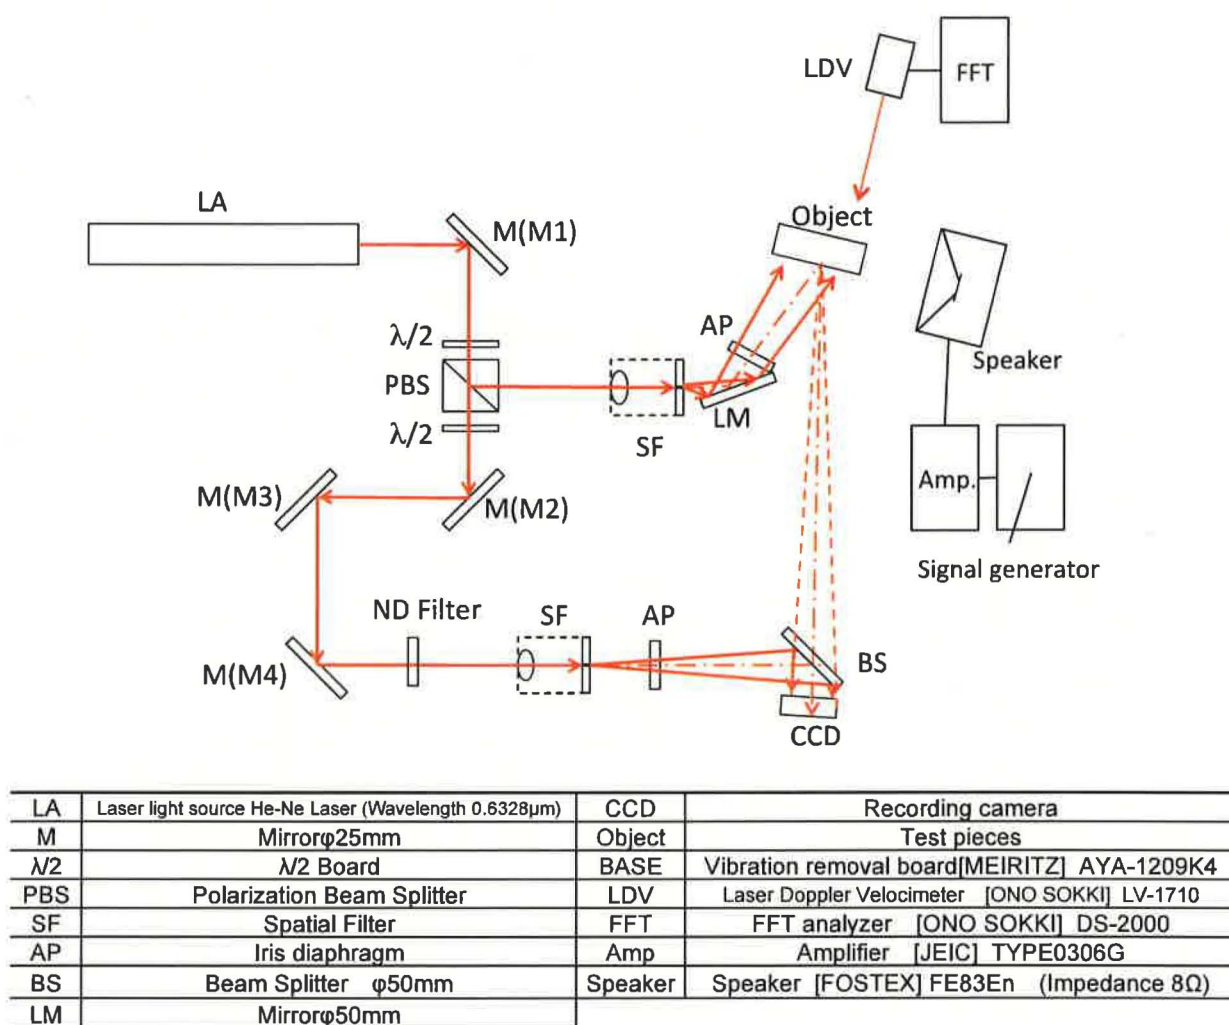 LDV
FFT
LA
M(M1)
Object
λ/2
AP
PBS
Speaker
λ/2
SF
LM
Amp.
M(M3)
M(M2)
Signal generator
ND Filter
SF
AP
M(M4)
BS
CCD
LA Laser light source He-Ne Laser (Wavelength 0.6328μm) CCD Recording camera
M Mirrorφ25mm Object Test pieces
λ/2 λ/2 Board BASE Vibration removal board[MEIRITZ] AYA-1209K4
PBS Polarization Beam Splitter LDV Laser Doppler Velocimeter [ONO SOKKI] LV-1710
SF Spatial Filter FFT FFT analyzer [ONO SOKKI] DS-2000
AP Iris diaphragm Amp Amplifier [JEIC] TYPE0306G
BS Beam Splitter φ50mm Speaker Speaker [FOSTEX] FE83En (Impedance 8Ω)
LM Mirrorφ50mm